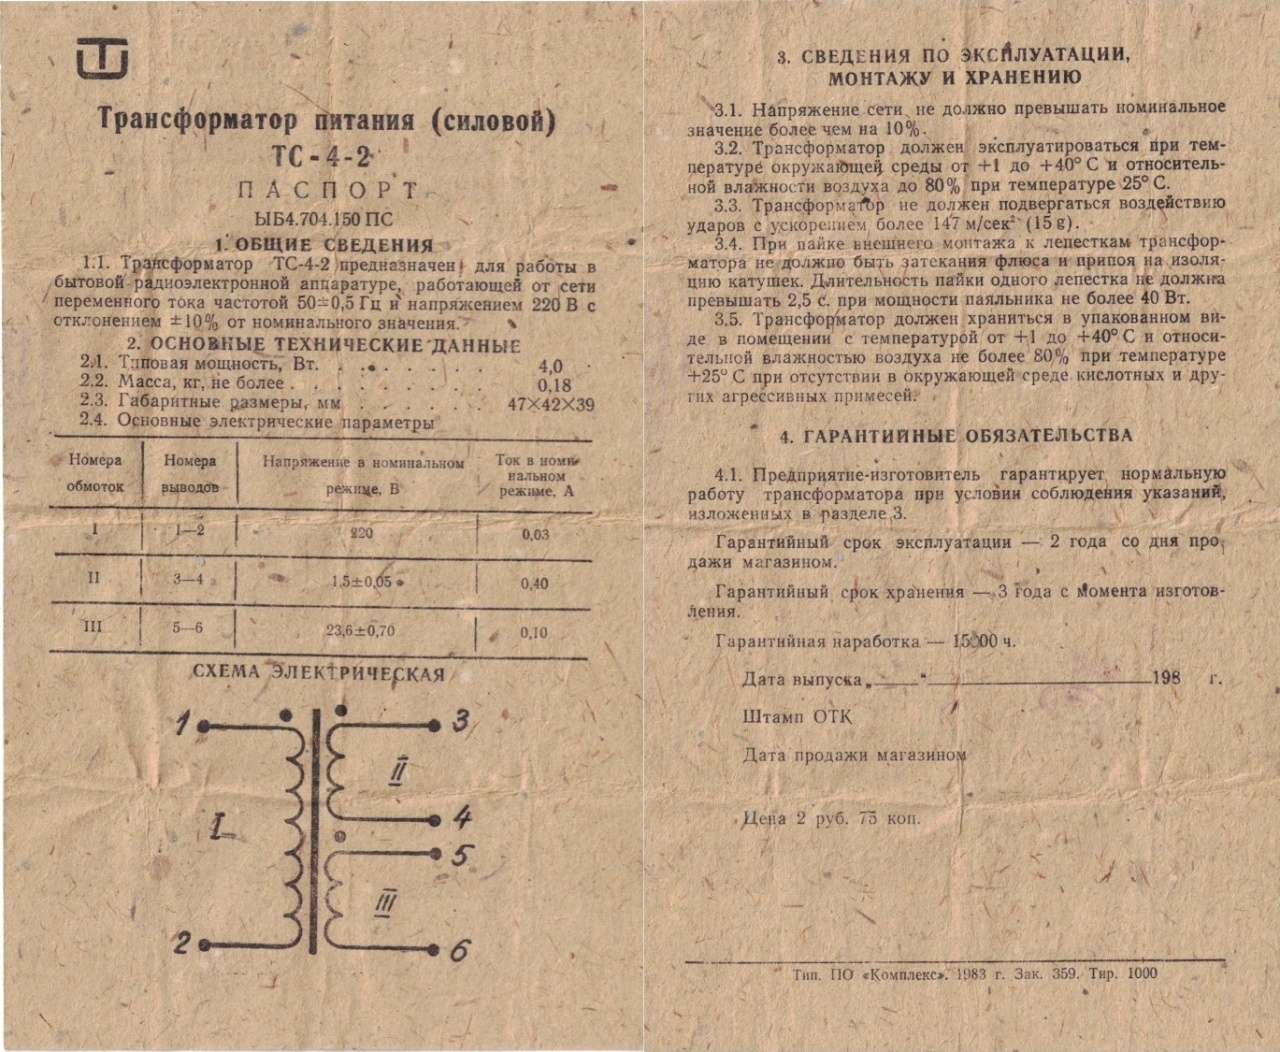 Трансформатор питания (силовой)
ТС-4-2
ПАСПОРТ
ЫБ4.704.150 ПС
1. ОБЩИЕ СВЕДЕНИЯ
1.1. Трансформатор ТС-4-2 предназначен для работы в
бытовой радиоэлектронной аппаратуре, работающей от сети
переменного тока частотой 50±0,5 Гц и напряжением 220 В с
отклонением ±10% от номинального значения.
2. ОСНОВНЫЕ ТЕХНИЧЕСКИЕ ДАННЫЕ
2.1. Типовая мощность, Вт. . . . . . . . 4,0
2.2. Масса, кг, не более . . . . . . . . 0,18
2.3. Габаритные размеры, мм . . . . . . 47×42×39
2.4. Основные электрические параметры
Номера обмоток | Номера выводов | Напряжение в номинальном режиме, В | Ток в номинальном режиме, А
I | 1—2 | 220 | 0,03
II | 3—4 | 1,5±0,05 | 0,40
III | 5—6 | 23,6±0,70 | 0,10
СХЕМА ЭЛЕКТРИЧЕСКАЯ
1 3
II
I 4
5
III
2 6
3. СВЕДЕНИЯ ПО ЭКСПЛУАТАЦИИ,
МОНТАЖУ И ХРАНЕНИЮ
3.1. Напряжение сети не должно превышать номинальное
значение более чем на 10%.
3.2. Трансформатор должен эксплуатироваться при тем-
пературе окружающей среды от +1 до +40° С и относитель-
ной влажности воздуха до 80% при температуре 25° С.
3.3. Трансформатор не должен подвергаться воздействию
ударов с ускорением более 147 м/сек² (15 g).
3.4. При пайке внешнего монтажа к лепесткам трансфор-
матора не должно быть затекания флюса и припоя на изоля-
цию катушек. Длительность пайки одного лепестка не должна
превышать 2,5 с. при мощности паяльника не более 40 Вт.
3.5. Трансформатор должен храниться в упакованном ви-
де в помещении с температурой от +1 до +40° С и относи-
тельной влажностью воздуха не более 80% при температуре
+25° С при отсутствии в окружающей среде кислотных и дру-
гих агрессивных примесей.
4. ГАРАНТИЙНЫЕ ОБЯЗАТЕЛЬСТВА
4.1. Предприятие-изготовитель гарантирует нормальную
работу трансформатора при условии соблюдения указаний,
изложенных в разделе 3.
Гарантийный срок эксплуатации — 2 года со дня про-
дажи магазином.
Гарантийный срок хранения — 3 года с момента изготов-
ления.
Гарантийная наработка — 1500 ч.
Дата выпуска „____“____________________198 г.
Штамп ОТК
Дата продажи магазином
Цена 2 руб. 75 коп.
Тип. ПО «Комплекс». 1983 г. Зак. 359. Тир. 1000